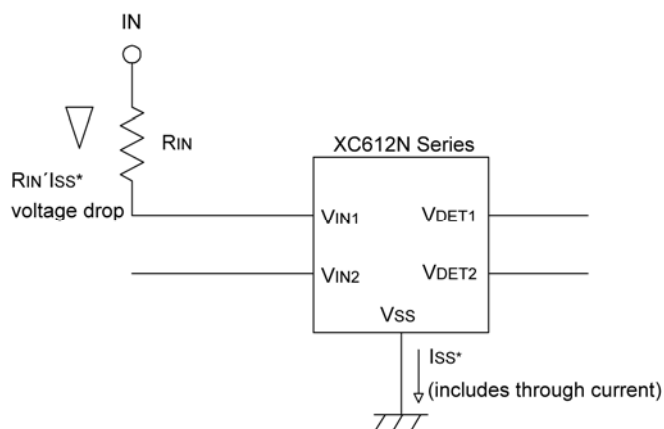 IN
RIN
XC612N Series
RIN´ISS*
voltage drop
VIN1
VDET1
VIN2
VDET2
VSS
ISS*
(includes through current)